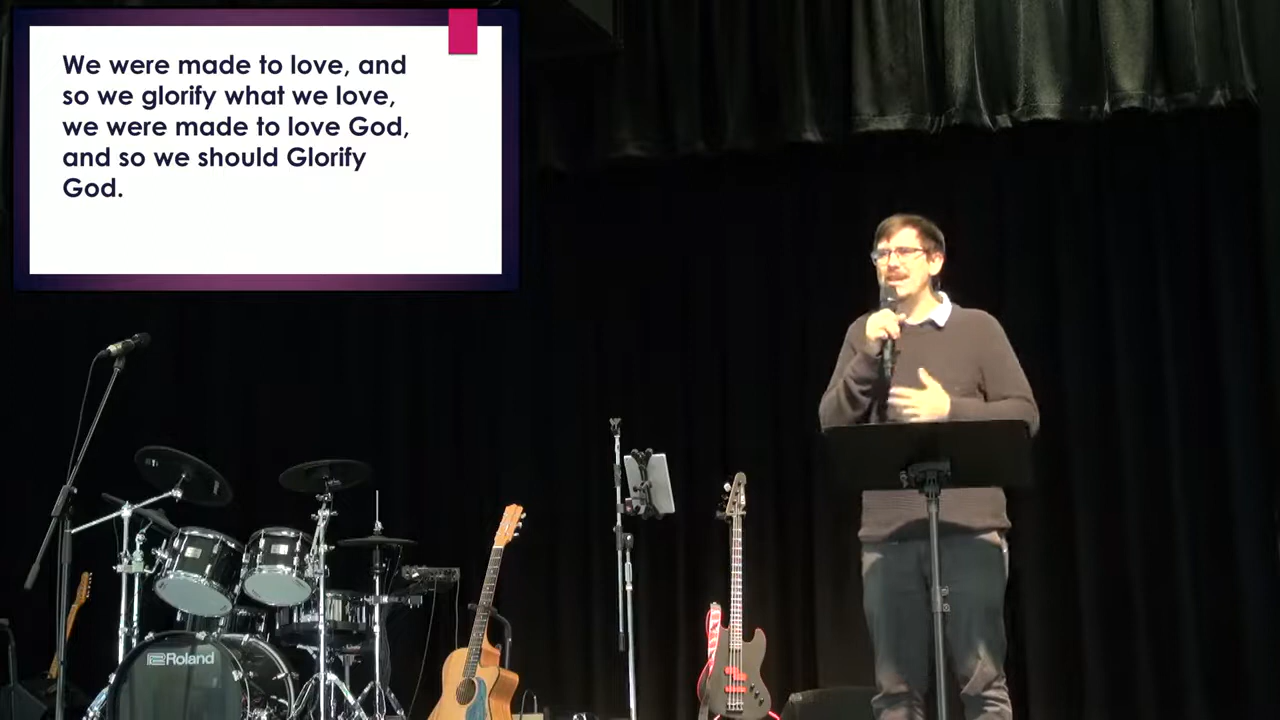 We were made to love, and
so we glorify what we love,
we were made to love God,
and so we should Glorify
God.
Roland